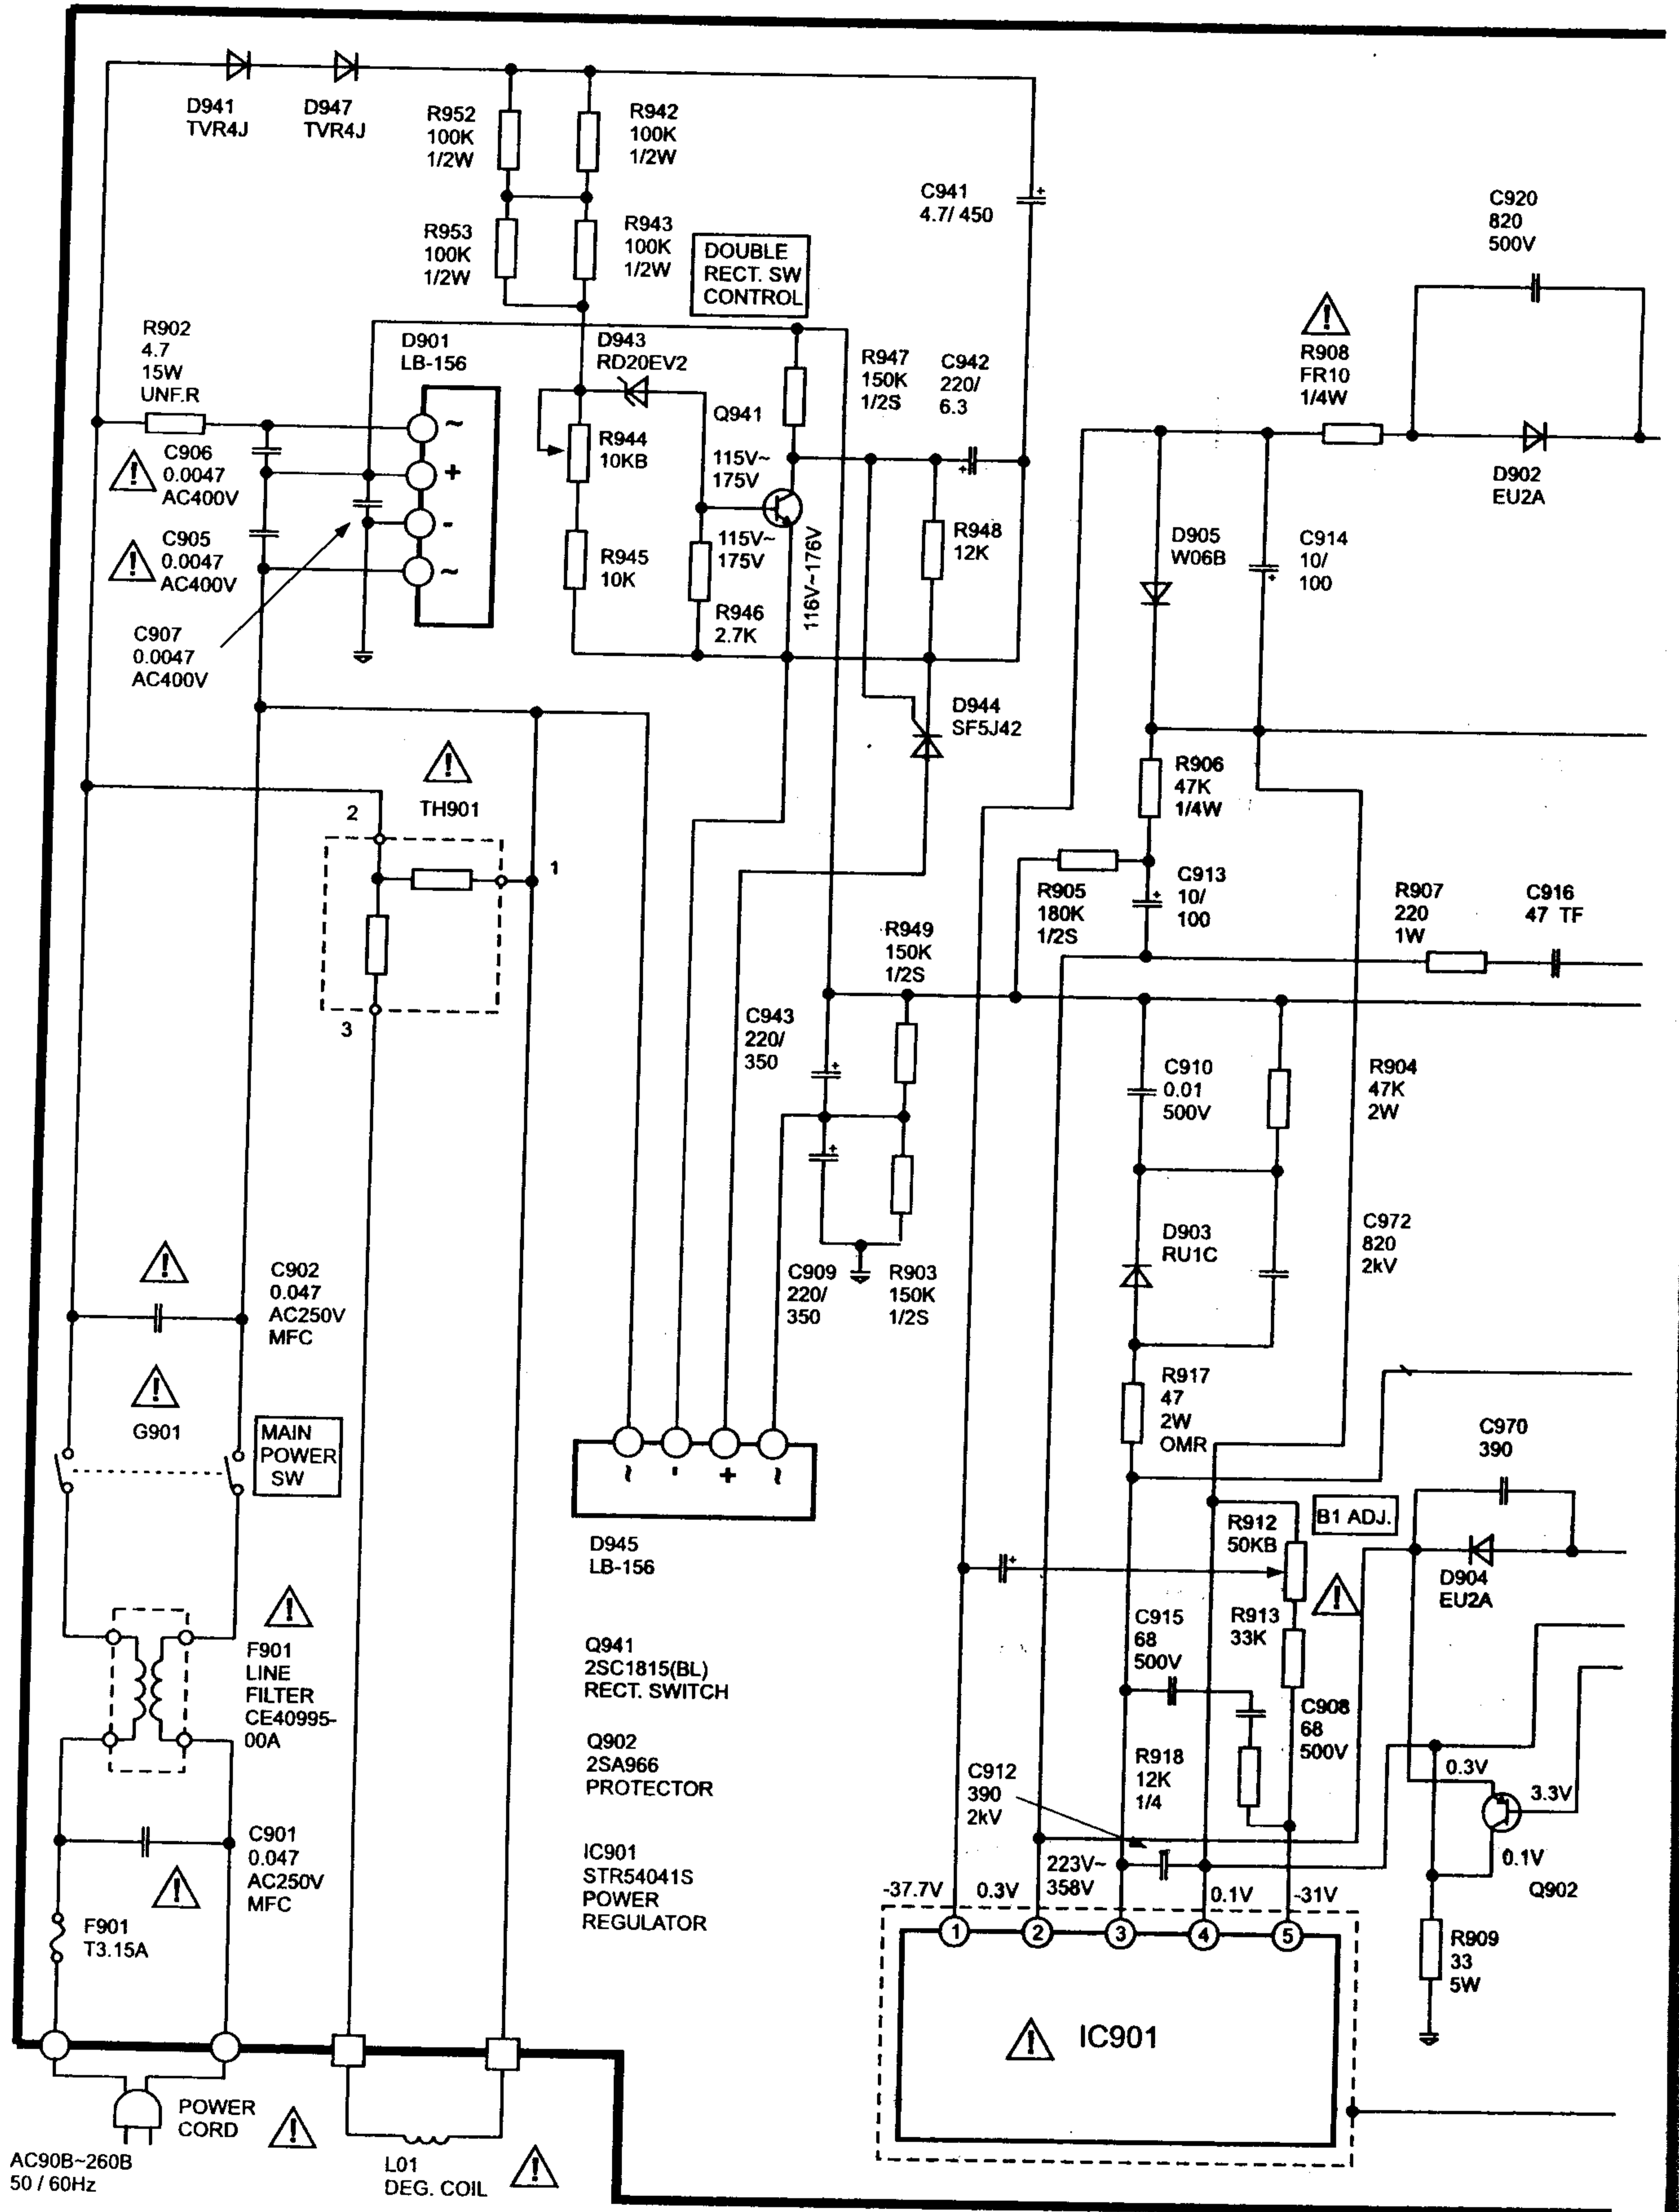 D941
TVR4J
D947
TVR4J
R952
100K
1/2W
R942
100K
1/2W
C941
4.7/ 450
C920
820
500V
R953
100K
1/2W
R943
100K
1/2W
DOUBLE
RECT. SW
CONTROL
R902
4.7
15W
UNF.R
D901
LB-156
D943
RD20EV2
R947
150K
1/2S
C942
220/
6.3
R908
FR10
1/4W
~
+
-
~
Q941
R944
10KB
115V~
175V
C906
0.0047
AC400V
C905
0.0047
AC400V
C907
0.0047
AC400V
R945
10K
115V~
175V
R946
2.7K
116V~176V
R948
12K
D905
W06B
C914
10/
100
D902
EU2A
D944
SF5J42
TH901
2
1
3
R906
47K
1/4W
R905
180K
1/2S
C913
10/
100
R907
220
1W
C916
47 TF
R949
150K
1/2S
C943
220/
350
C910
0.01
500V
R904
47K
2W
C909
220/
350
R903
150K
1/2S
D903
RU1C
C972
820
2kV
C902
0.047
AC250V
MFC
G901
MAIN
POWER
SW
~ - + ~
D945
LB-156
R917
47
2W
OMR
C970
390
R912
50KB
B1 ADJ.
D904
EU2A
F901
LINE
FILTER
CE40995-
00A
Q941
2SC1815(BL)
RECT. SWITCH
Q902
2SA966
PROTECTOR
IC901
STR54041S
POWER
REGULATOR
C915
68
500V
R913
33K
C908
68
500V
R918
12K
1/4
C912
390
2kV
0.3V
3.3V
0.1V
Q902
C901
0.047
AC250V
MFC
F901
T3.15A
-37.7V
0.3V
223V~
358V
0.1V
-31V
1 2 3 4 5
R909
33
5W
! IC901
POWER
CORD
AC90B~260B
50 / 60Hz
L01
DEG. COIL